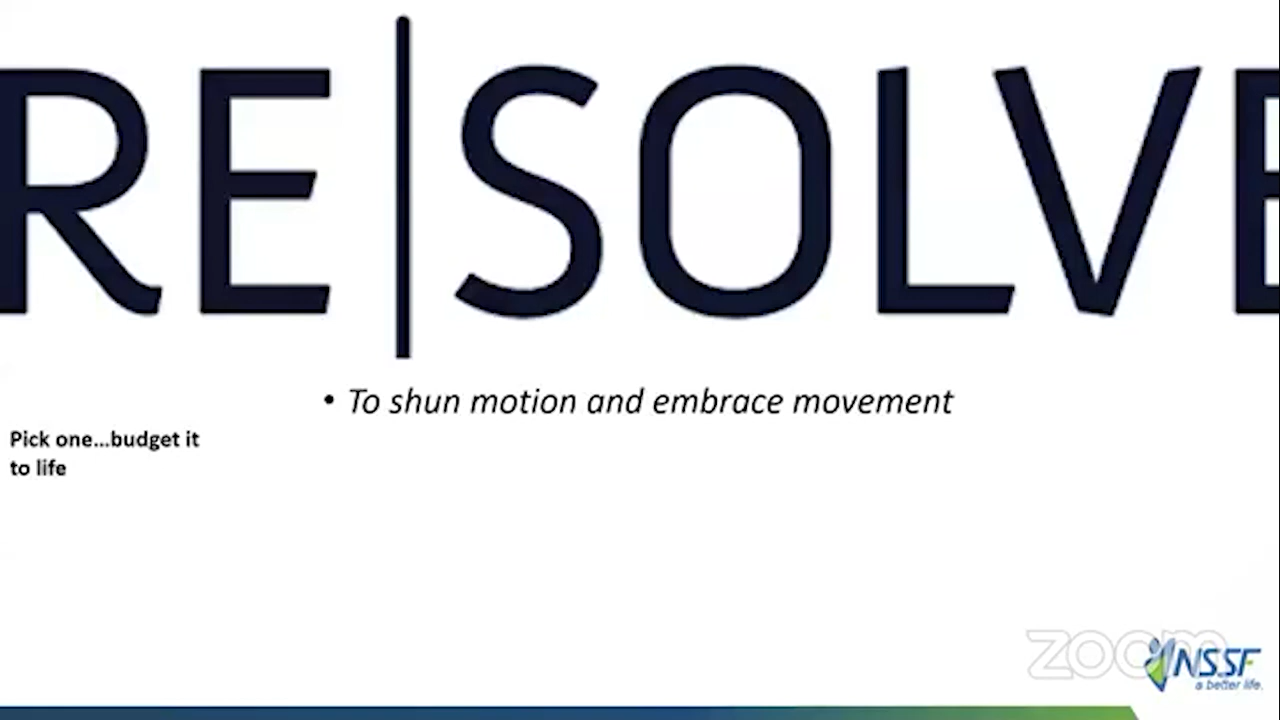 RE|SOLVE
• To shun motion and embrace movement
Pick one...budget it
to life
zoom
NSSF
a better life.